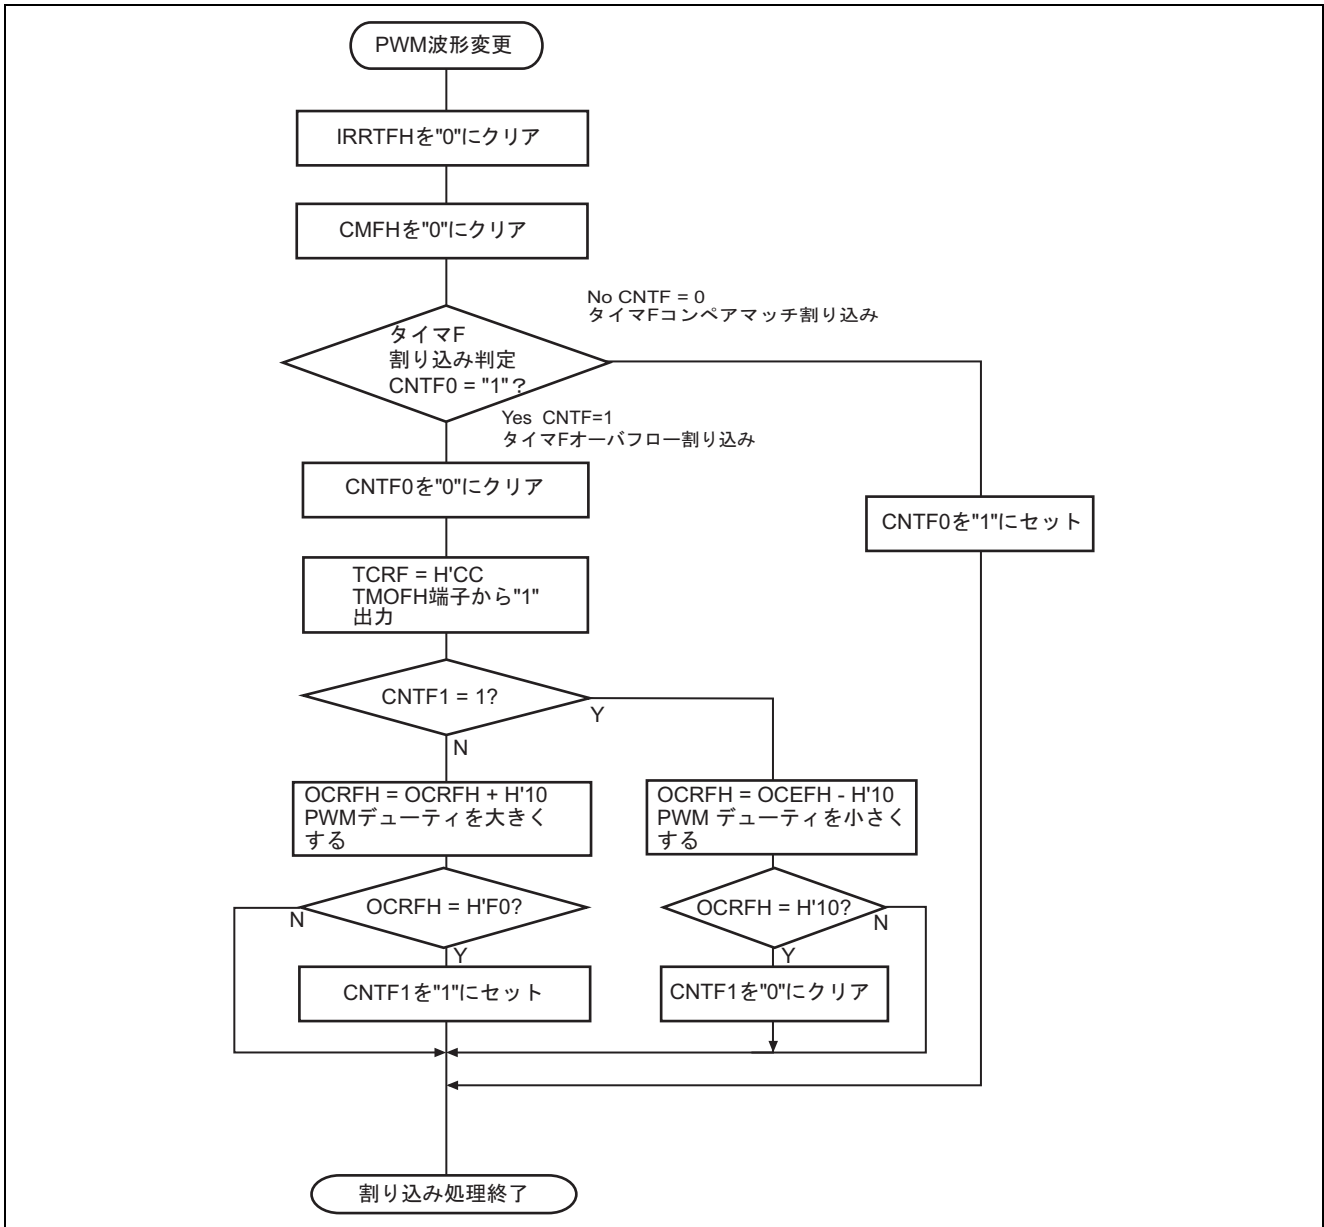 PWM波形変更
IRRTFHを"0"にクリア
CMFHを"0"にクリア
No CNTF = 0
タイマFコンペアマッチ割り込み
タイマF
割り込み判定
CNTF0 = "1"?
Yes CNTF=1
タイマFオーバフロー割り込み
CNTF0を"0"にクリア
CNTF0を"1"にセット
TCRF = H'CC
TMOFH端子から"1"
出力
CNTF1 = 1?
Y
N
OCRFH = OCRFH + H'10
PWMデューティを大きく
する
OCRFH = OCEFH - H'10
PWM デューティを小さく
する
OCRFH = H'F0?
N
Y
OCRFH = H'10?
N
Y
CNTF1を"1"にセット
CNTF1を"0"にクリア
割り込み処理終了